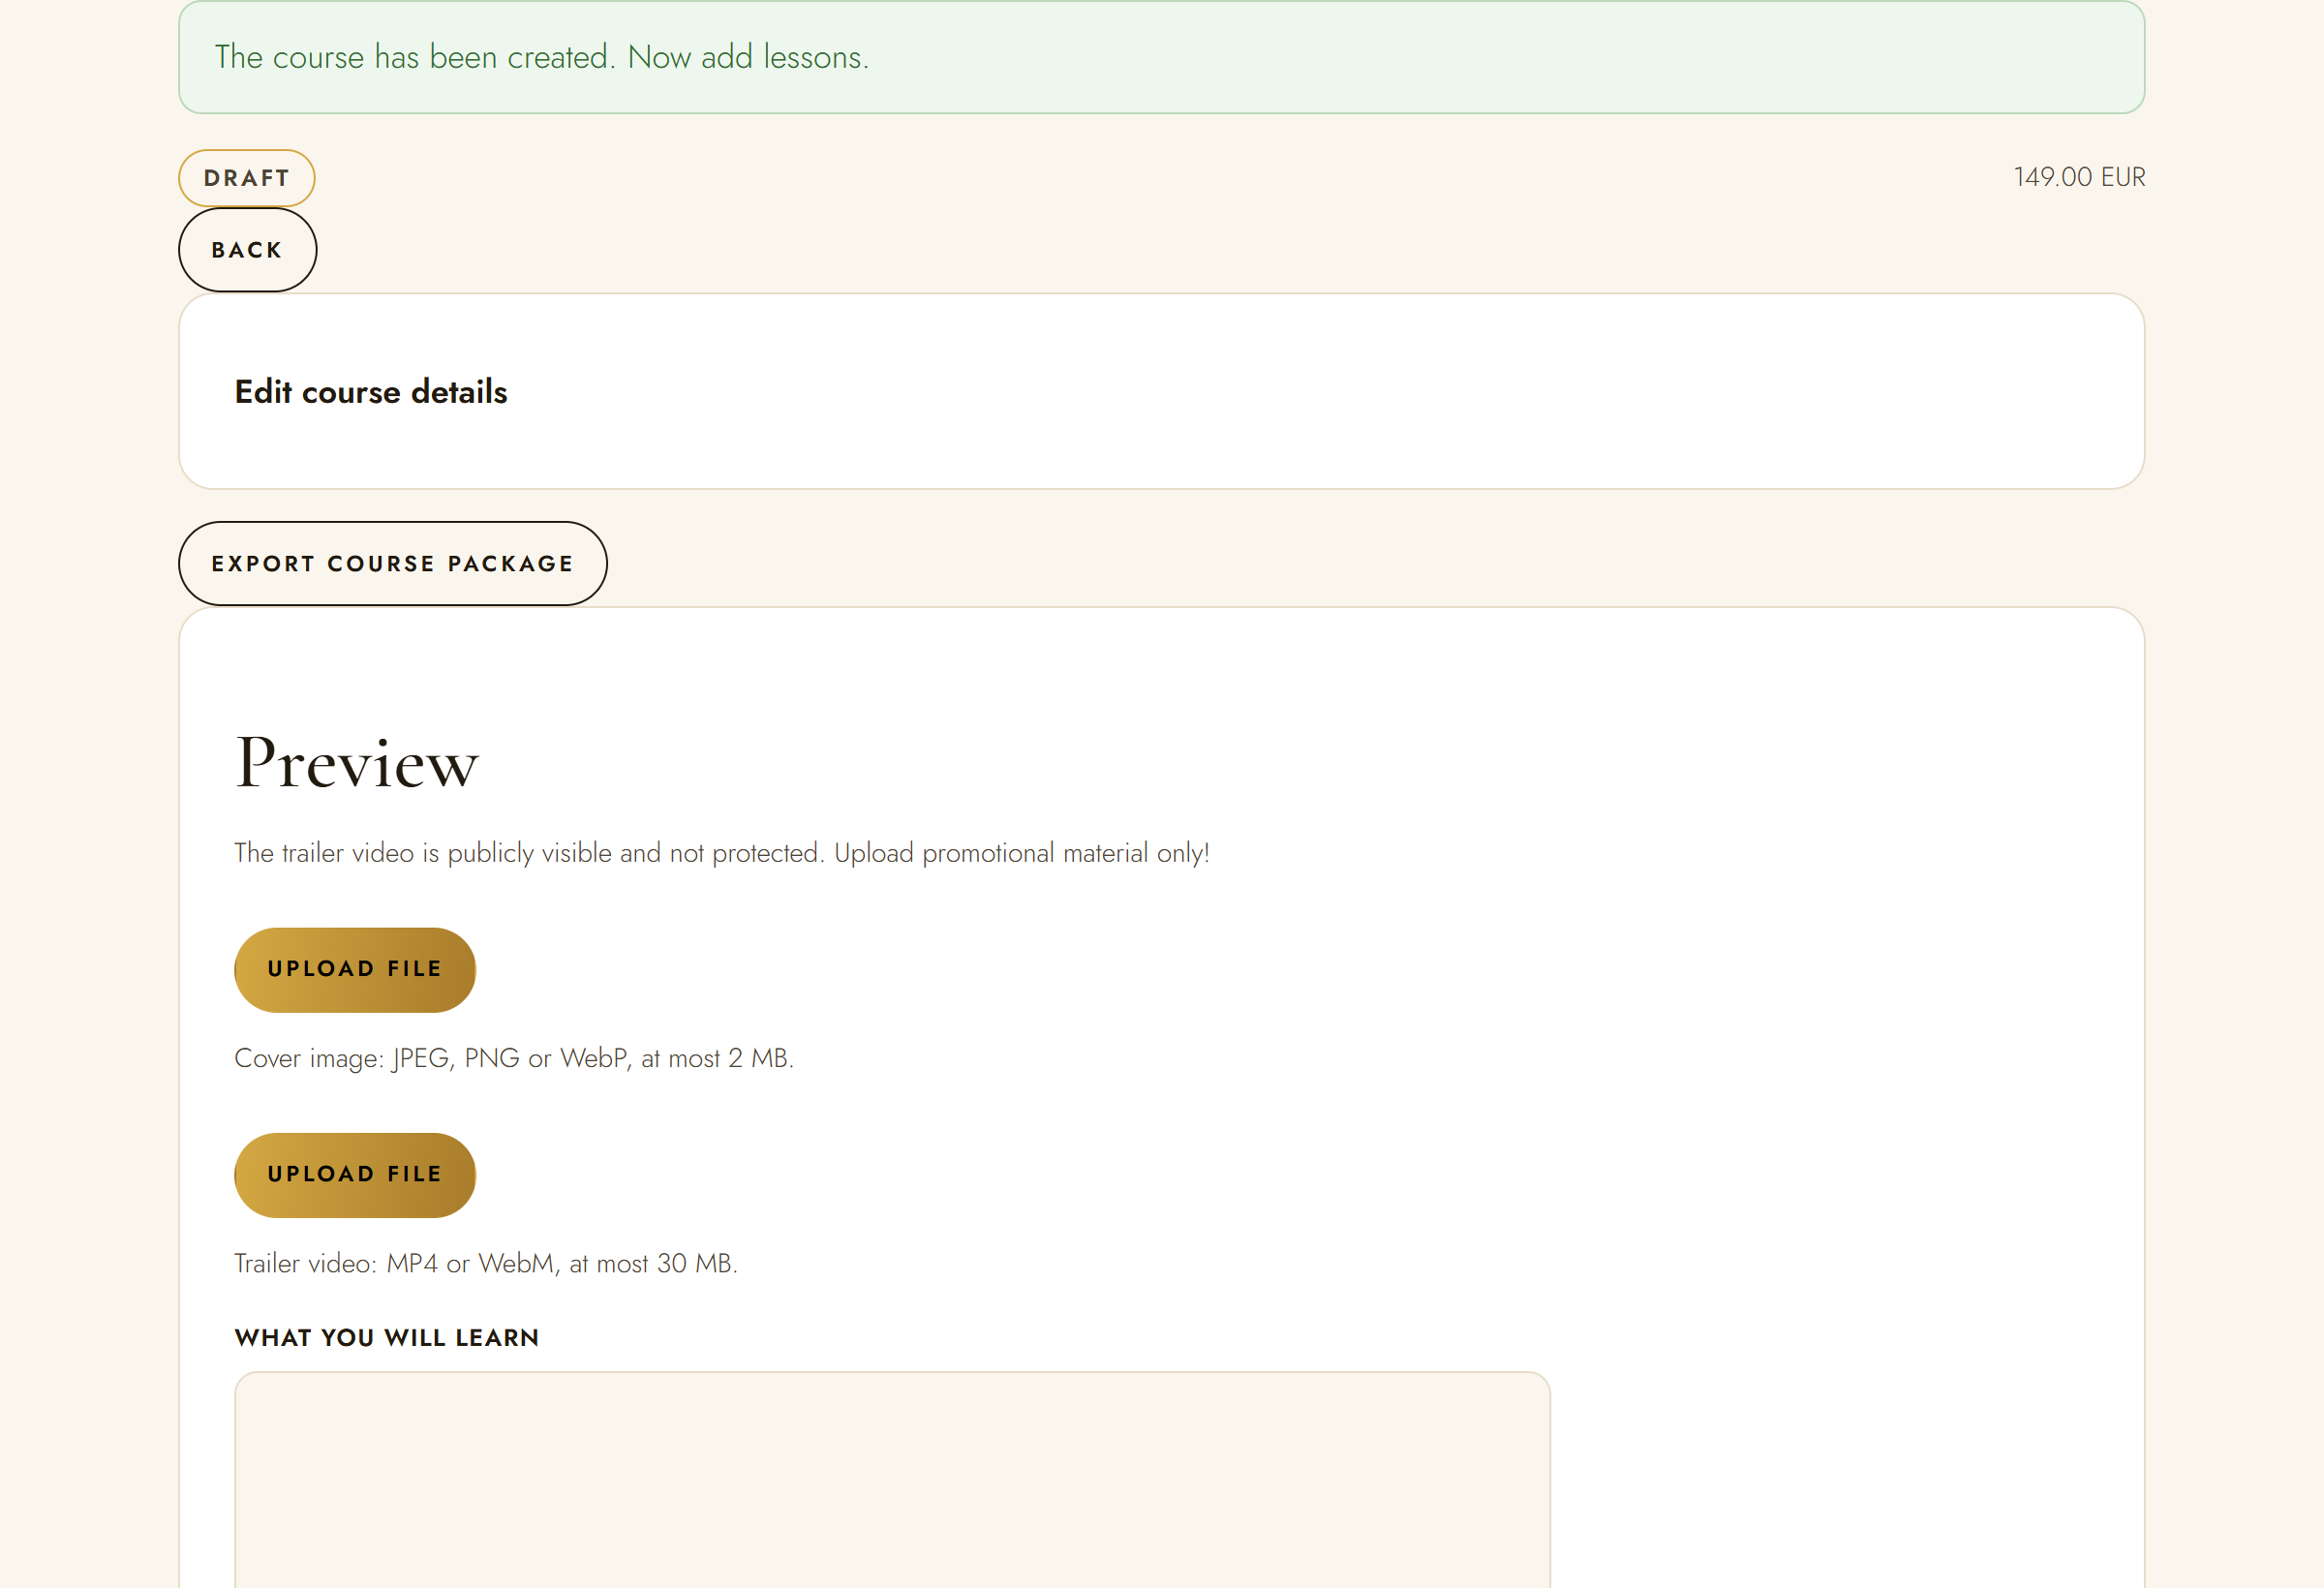 The course has been created. Now add lessons.
DRAFT
149.00 EUR
BACK
Edit course details
EXPORT COURSE PACKAGE
Preview
The trailer video is publicly visible and not protected. Upload promotional material only!
UPLOAD FILE
Cover image: JPEG, PNG or WebP, at most 2 MB.
UPLOAD FILE
Trailer video: MP4 or WebM, at most 30 MB.
WHAT YOU WILL LEARN